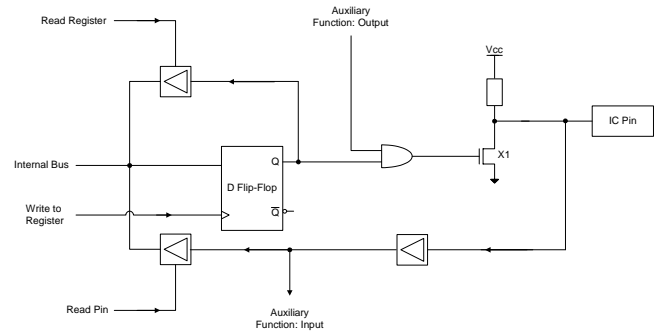 Auxiliary
Function: Output
Read Register
Vcc
IC Pin
X1
Internal Bus
Q
D Flip-Flop
Q
Write to
Register
Read Pin
Auxiliary
Function: Input